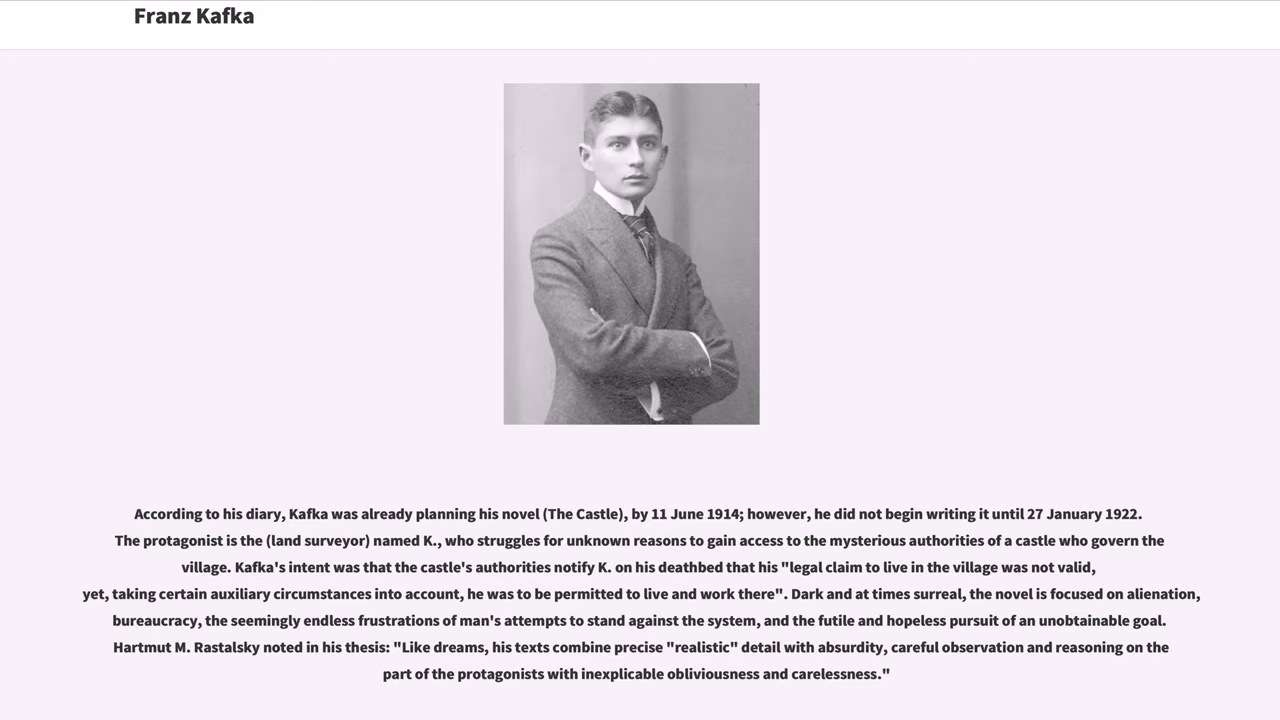 Franz Kafka
According to his diary, Kafka was already planning his novel (The Castle), by 11 June 1914; however, he did not begin writing it until 27 January 1922.
The protagonist is the (land surveyor) named K., who struggles for unknown reasons to gain access to the mysterious authorities of a castle who govern the
village. Kafka's intent was that the castle's authorities notify K. on his deathbed that his "legal claim to live in the village was not valid,
yet, taking certain auxiliary circumstances into account, he was to be permitted to live and work there". Dark and at times surreal, the novel is focused on alienation,
bureaucracy, the seemingly endless frustrations of man's attempts to stand against the system, and the futile and hopeless pursuit of an unobtainable goal.
Hartmut M. Rastalsky noted in his thesis: "Like dreams, his texts combine precise "realistic" detail with absurdity, careful observation and reasoning on the
part of the protagonists with inexplicable obliviousness and carelessness."